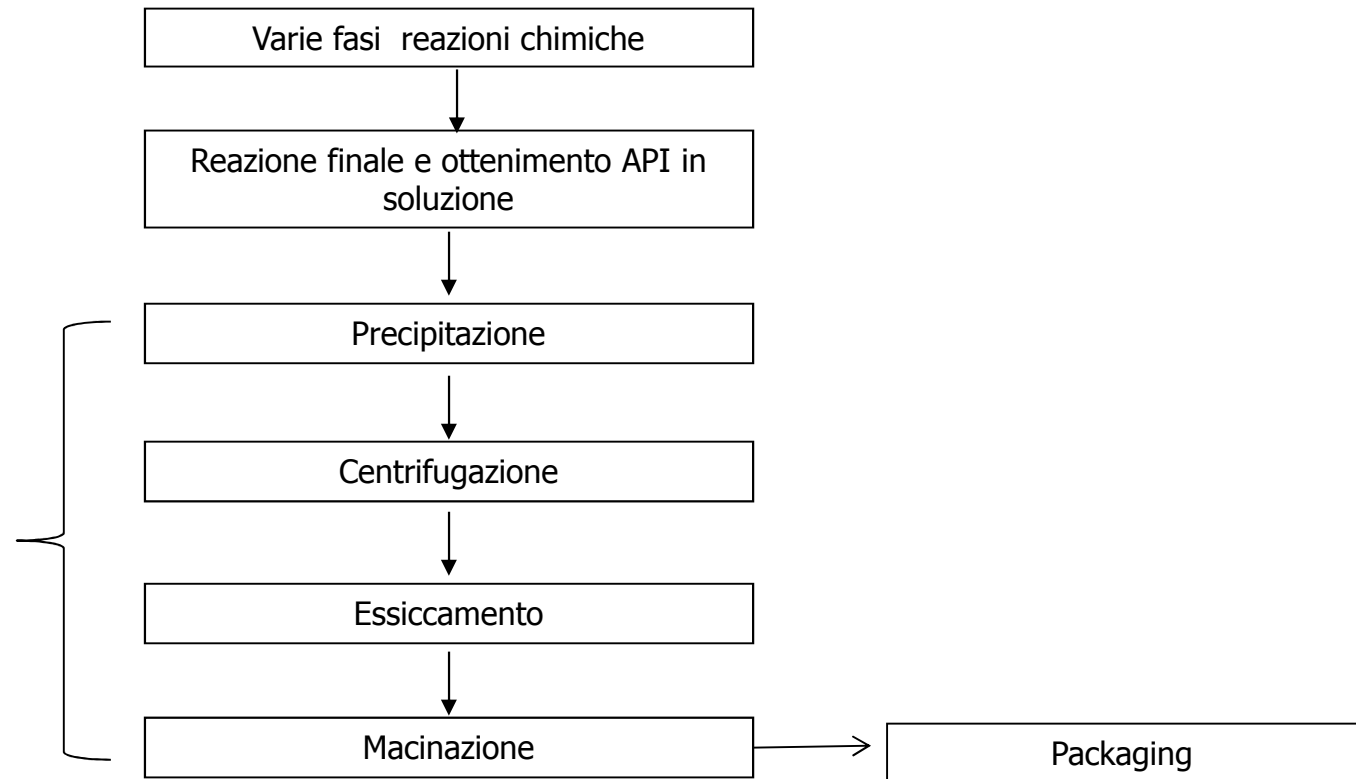 Varie fasi  reazioni chimiche
Reazione finale e ottenimento API in
soluzione
Precipitazione
Centrifugazione
Essiccamento
Macinazione
Packaging